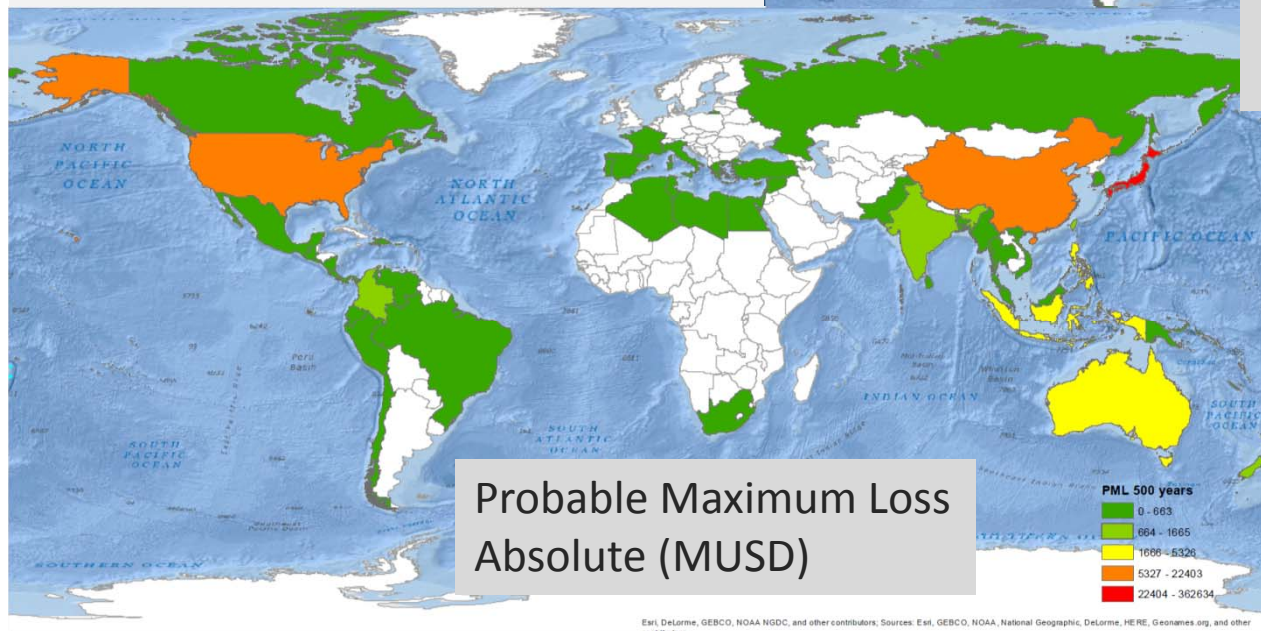 NORTH
PACIFIC
OCEAN
NORTH
ATLANTIC
OCEAN
PACIFIC OCEAN
Peru
Basin
INDIAN OCEAN
SOUTH
PACIFIC
OCEAN
SOUTH
ATLANTIC
OCEAN
SOUTH
PACIFIC
OCEAN
SOUTHERN OCEAN
Probable Maximum Loss
Absolute (MUSD)
PML 500 years
0 - 663
664 - 1665
1666 - 5326
5327 - 22403
22404 - 362634
Esri, DeLorme, GEBCO, NOAA NGDC, and other contributors; Sources: Esri, GEBCO, NOAA, National Geographic, DeLorme, HERE, Geonames.org, and other